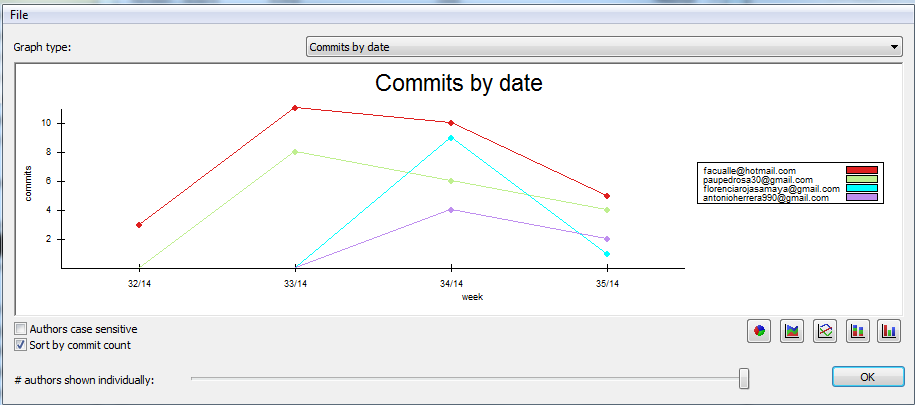 File
Graph type:
Commits by date
Commits by date
commits
10
8
6
4
2
32/14
33/14
34/14
35/14
week
facualle@hotmail.com
paupedrosa30@gmail.com
florenciarojasamaya@gmail.com
antonioherrera990@gmail.com
Authors case sensitive
Sort by commit count
# authors shown individually:
OK